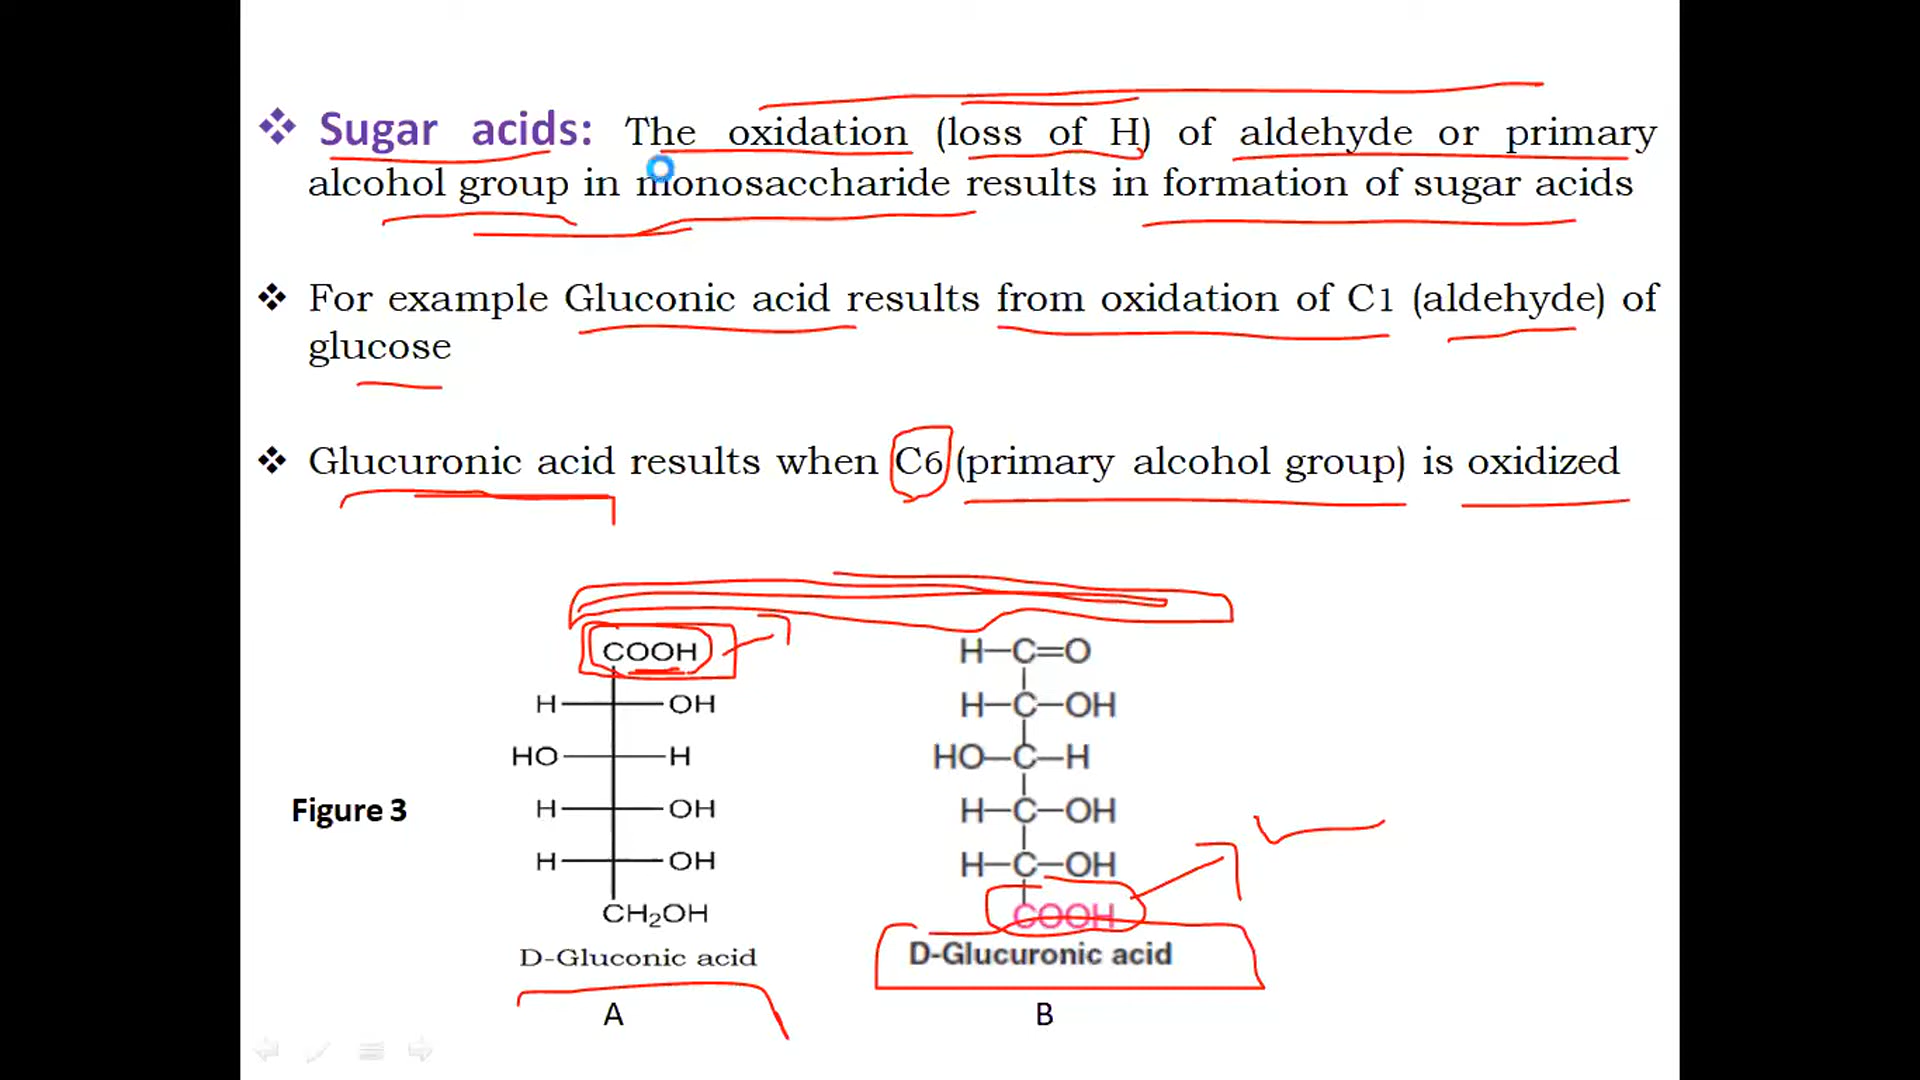 Sugar acids: The oxidation (loss of H) of aldehyde or primary
alcohol group in monosaccharide results in formation of sugar acids
For example Gluconic acid results from oxidation of C1 (aldehyde) of
glucose
Glucuronic acid results when C6 (primary alcohol group) is oxidized
COOH
H OH
HO H
H OH
H OH
CH₂OH
D-Gluconic acid
A
H—C=O
H—C—OH
HO—C—H
H—C—OH
H—C—OH
COOH
D-Glucuronic acid
B
Figure 3